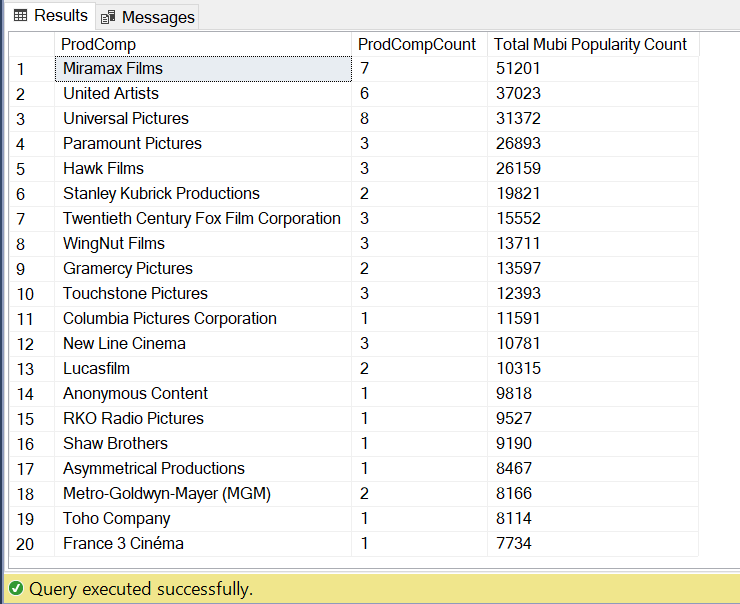 Results Messages
ProdComp ProdCompCount Total Mubi Popularity Count
1 Miramax Films 7 51201
2 United Artists 6 37023
3 Universal Pictures 8 31372
4 Paramount Pictures 3 26893
5 Hawk Films 3 26159
6 Stanley Kubrick Productions 2 19821
7 Twentieth Century Fox Film Corporation 3 15552
8 WingNut Films 3 13711
9 Gramercy Pictures 2 13597
10 Touchstone Pictures 3 12393
11 Columbia Pictures Corporation 1 11591
12 New Line Cinema 3 10781
13 Lucasfilm 2 10315
14 Anonymous Content 1 9818
15 RKO Radio Pictures 1 9527
16 Shaw Brothers 1 9190
17 Asymmetrical Productions 1 8467
18 Metro-Goldwyn-Mayer (MGM) 2 8166
19 Toho Company 1 8114
20 France 3 Cinéma 1 7734
Query executed successfully.